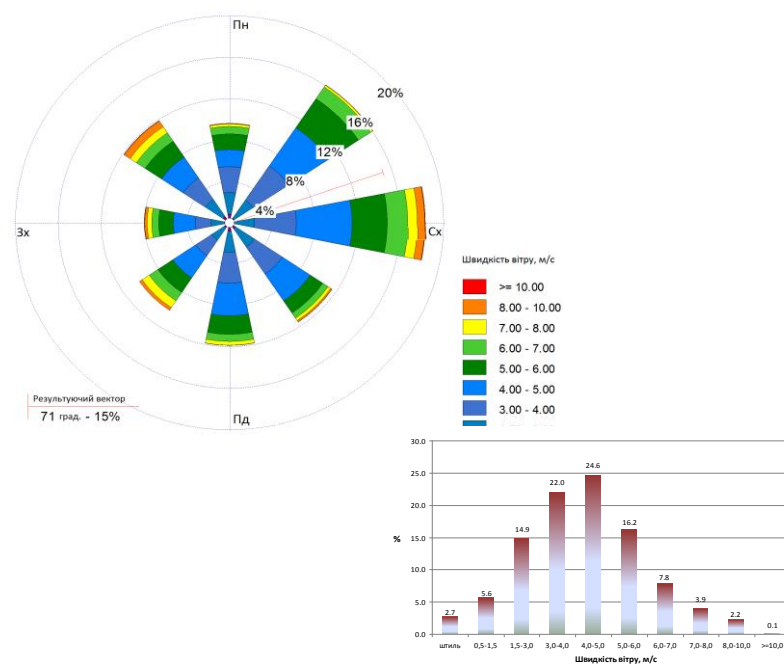 Пн
20%
16%
12%
8%
4%
Зх
Сх
Пд
Швидкість вітру, м/с
>= 10.00
8.00 - 10.00
7.00 - 8.00
6.00 - 7.00
5.00 - 6.00
4.00 - 5.00
3.00 - 4.00
Результуючий вектор
71 град. - 15%
30.0
25.0
20.0
15.0
10.0
5.0
0.0
%
2.7
5.6
14.9
22.0
24.6
16.2
7.8
3.9
2.2
0.1
штиль 0,5-1,5 1,5-3,0 3,0-4,0 4,0-5,0 5,0-6,0 6,0-7,0 7,0-8,0 8,0-10,0 >=10,0
Швидкість вітру, м/с